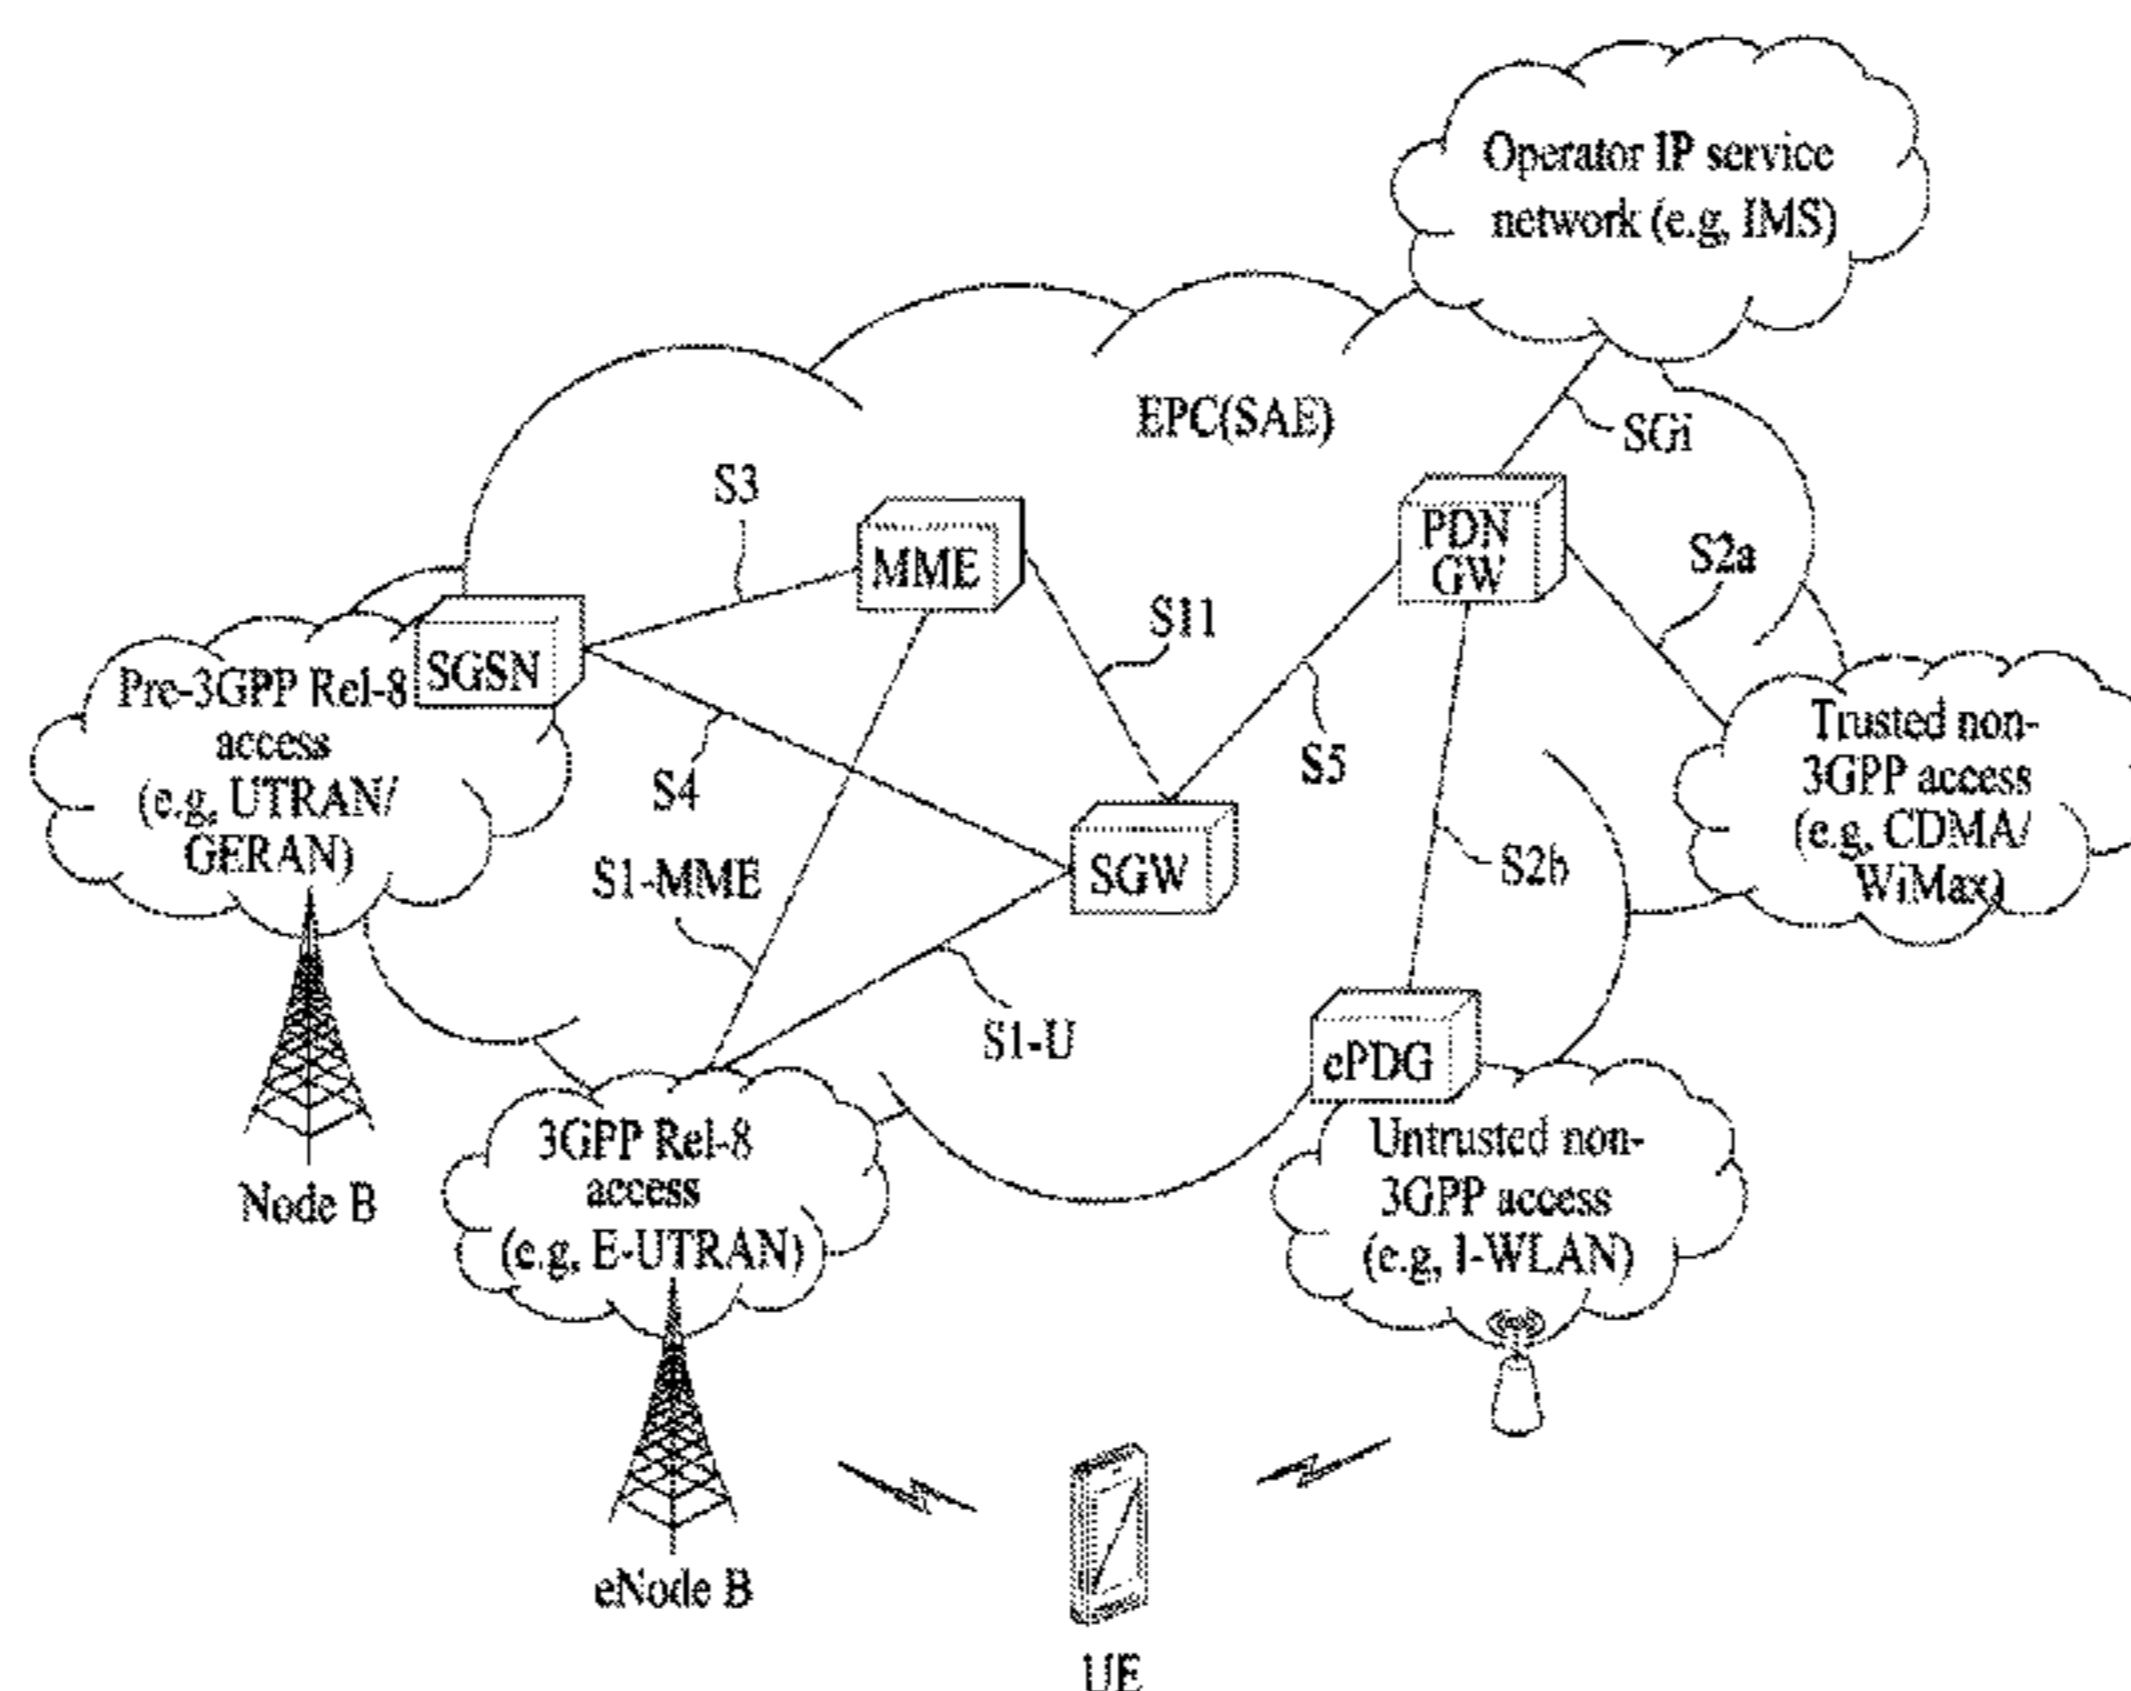 Operator IP service
network (e.g, IMS)
EPC(SAE)
SGi
S3
MME
PDN
GW
S2a
S11
SGSN
Pre-3GPP Rel-8
access
(e.g, UTRAN/
GERAN)
S4
S5
Trusted non-
3GPP access
(e.g, CDMA/
WiMax)
S1-MME
SGW
S2b
S1-U
ePDG
3GPP Rel-8
access
(e.g, E-UTRAN)
Untrusted non-
3GPP access
(e.g, I-WLAN)
Node B
eNode B
UE